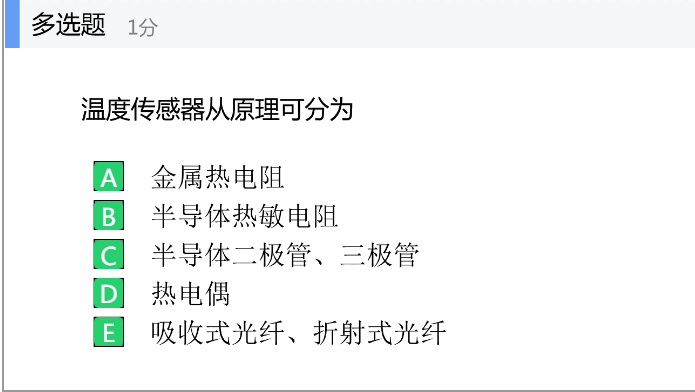 多选题 1分
温度传感器从原理可分为
A 金属热电阻
B 半导体热敏电阻
C 半导体二极管、三极管
D 热电偶
E 吸收式光纤、折射式光纤